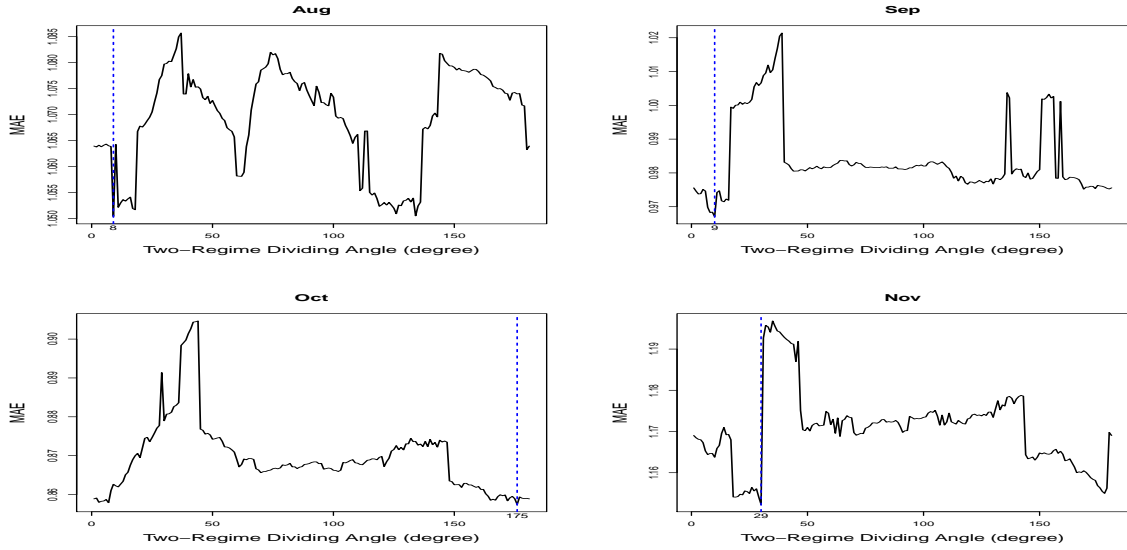 Aug
MAE
1.050 1.055 1.060 1.065 1.070 1.075 1.080 1.085
0 50 100 150
8
Two−Regime Dividing Angle (degree)
Sep
MAE
0.97 0.98 0.99 1.00 1.01 1.02
0 50 100 150
9
Two−Regime Dividing Angle (degree)
Oct
MAE
0.86 0.87 0.88 0.89 0.90
0 50 100 150
175
Two−Regime Dividing Angle (degree)
Nov
MAE
1.16 1.17 1.18 1.19
0 50 100 150
29
Two−Regime Dividing Angle (degree)